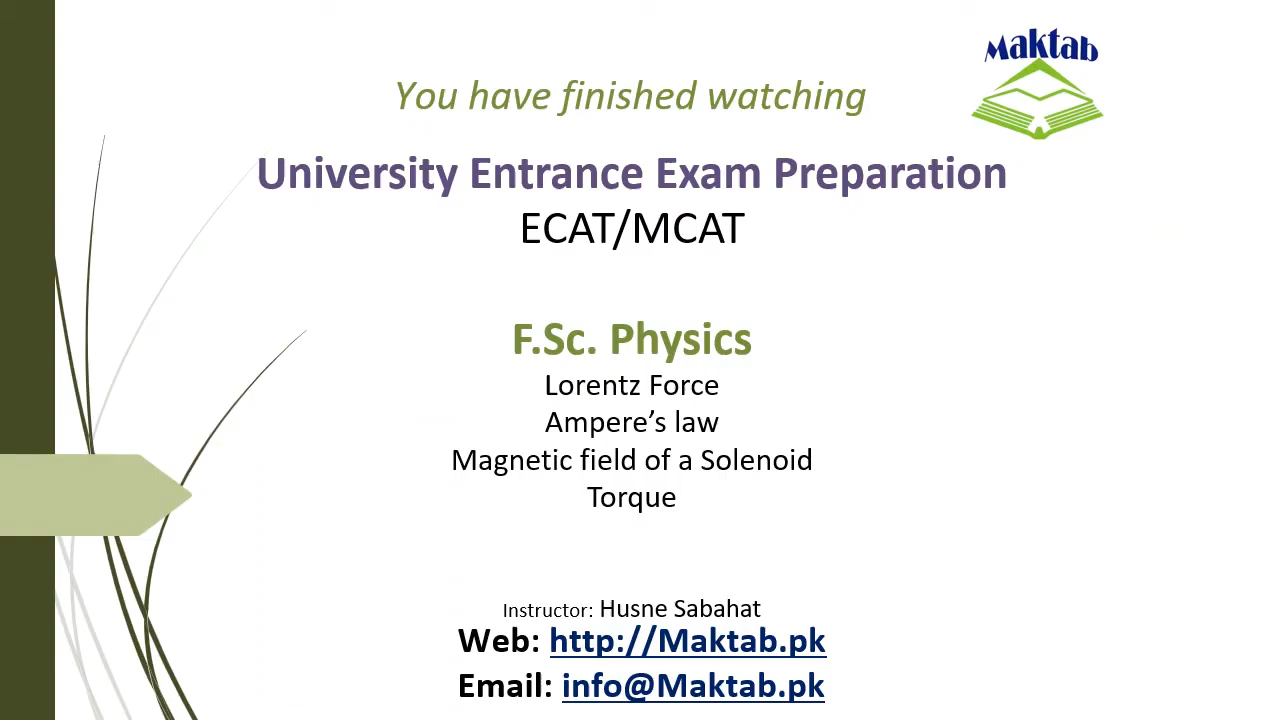 Maktab
You have finished watching
University Entrance Exam Preparation
ECAT/MCAT
F.Sc. Physics
Lorentz Force
Ampere’s law
Magnetic field of a Solenoid
Torque
Instructor: Husne Sabahat
Web: http://Maktab.pk
Email: info@Maktab.pk